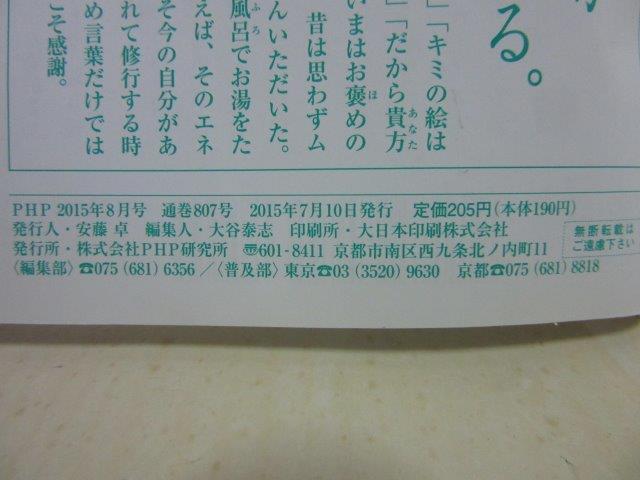 る。
」「キミの絵は
」「だから貴方
あなた
いまはお褒めの
ほ
昔は思わずム
んいただいた。
風呂でお湯をた
ふろ
えば、そのエネ
そ今の自分があ
れて修行する時
め言葉だけでは
こそ感謝。
PHP 2015年8月号 通巻807号 2015年7月10日発行 定価205円(本体190円)
発行人・安藤 卓 編集人・大谷泰志 印刷所・大日本印刷株式会社
発行所・株式会社PHP研究所 〠601-8411 京都市南区西九条北ノ内町11
〈編集部〉☎075(681)6356/〈普及部〉東京☎03(3520)9630 京都☎075(681)8818
無断転載は
ご遠慮下さい